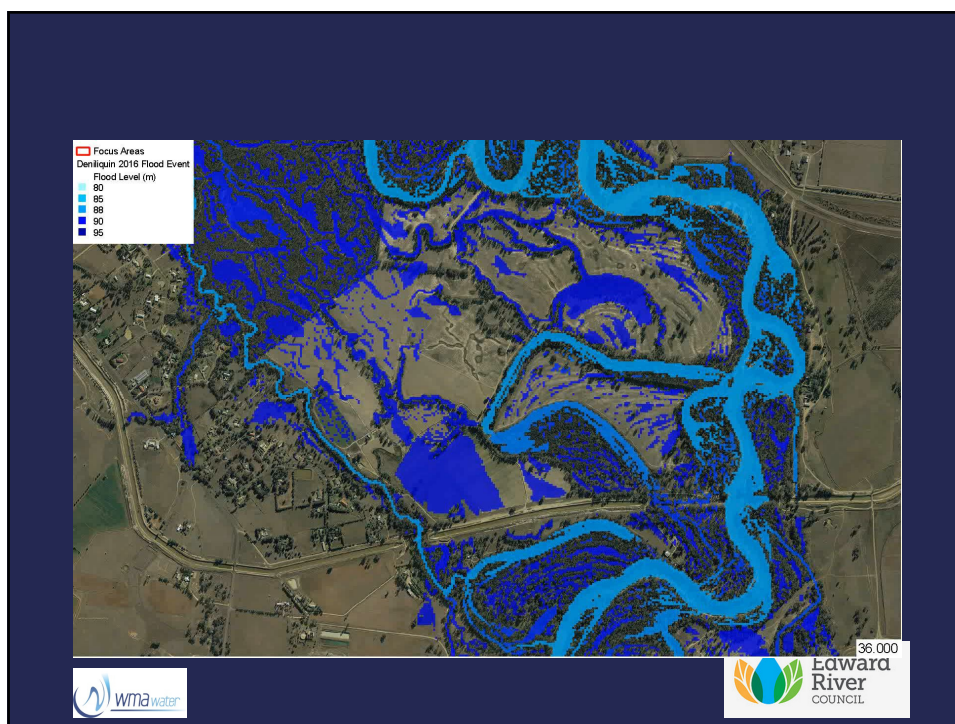 Focus Areas
Deniliquin 2016 Flood Event
Flood Level (m)
80
85
88
90
95
36.000
wmawater
Edward
River
COUNCIL